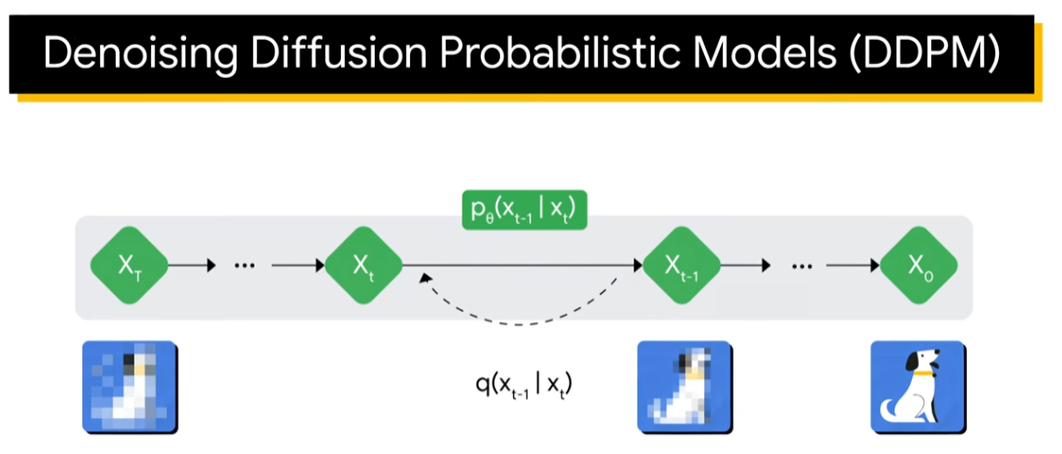 Denoising Diffusion Probabilistic Models (DDPM)
pθ(xt-1 | xt)
XT ... Xt Xt-1 ... X0
q(xt-1 | xt)